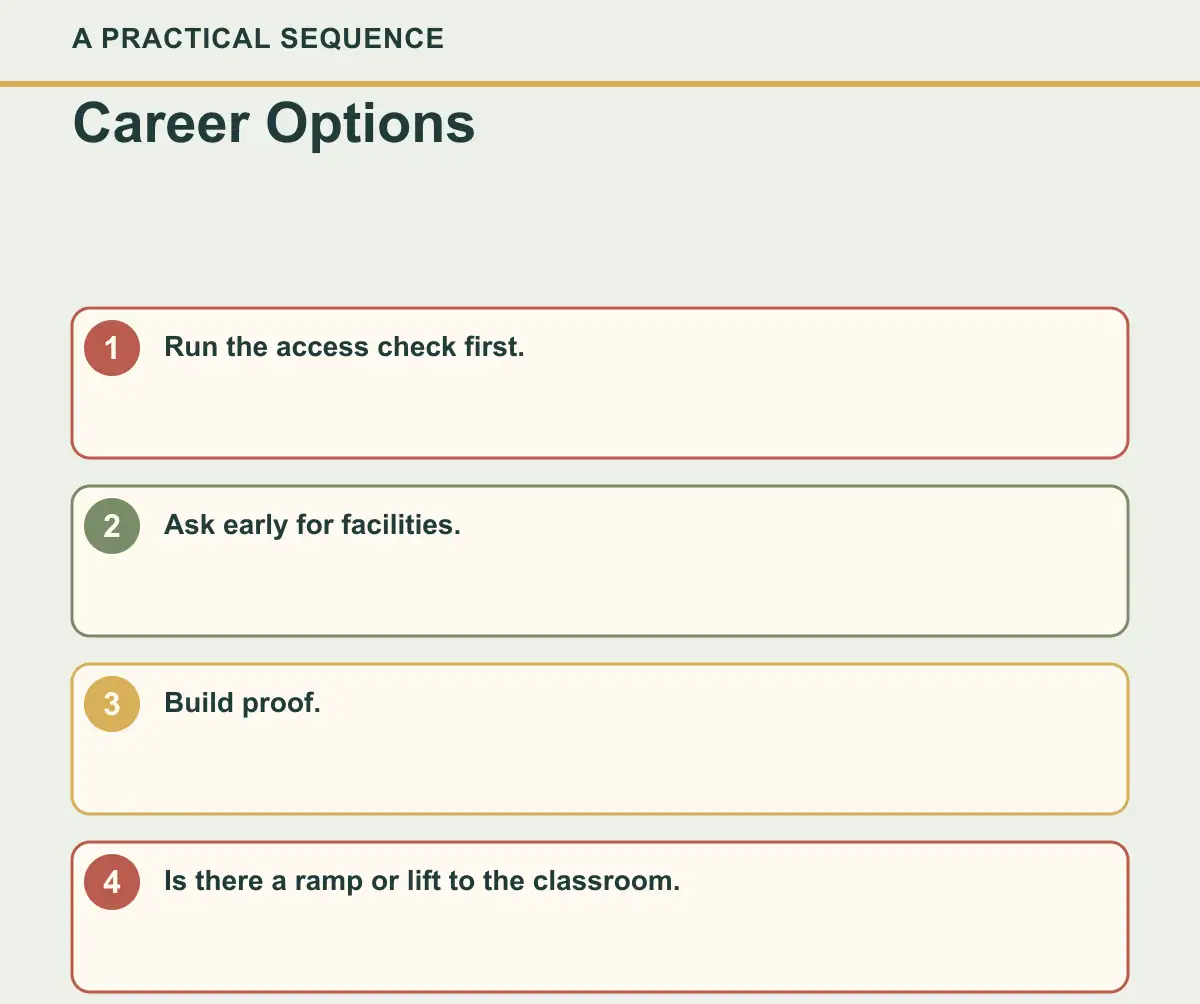 A PRACTICAL SEQUENCE
Career Options
1
Run the access check first.
2
Ask early for facilities.
3
Build proof.
4
Is there a ramp or lift to the classroom.